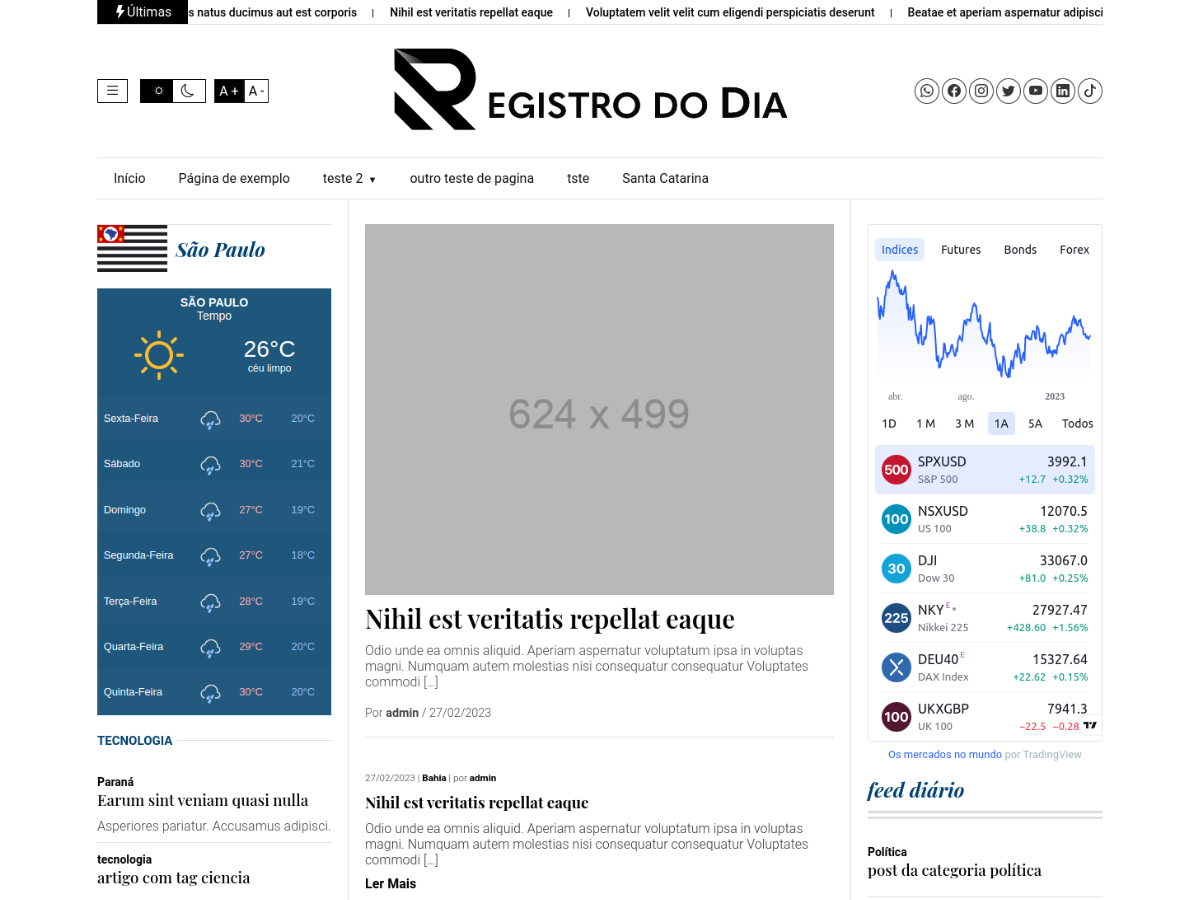 Últimas
s natus ducimus aut est corporis | Nihil est veritatis repellat eaque | Voluptatem velit velit cum eligendi perspiciatis deserunt | Beatae et aperiam aspernatur adipisci
A + A -
REGISTRO DO DIA
Início Página de exemplo teste 2 ▼ outro teste de pagina tste Santa Catarina
São Paulo
SÃO PAULO
Tempo
26°C
céu limpo
Sexta-Feira 30°C 20°C
Sábado 30°C 21°C
Domingo 27°C 19°C
Segunda-Feira 27°C 18°C
Terça-Feira 28°C 19°C
Quarta-Feira 29°C 20°C
Quinta-Feira 30°C 20°C
TECNOLOGIA
Paraná
Earum sint veniam quasi nulla
Asperiores pariatur. Accusamus adipisci.
tecnologia
artigo com tag ciencia
624 x 499
Nihil est veritatis repellat eaque
Odio unde ea omnis aliquid. Aperiam aspernatur voluptatum ipsa in voluptas
magni. Numquam autem molestias nisi consequatur consequatur Voluptates
commodi [...]
Por admin / 27/02/2023
27/02/2023 | Bahia | por admin
Nihil est veritatis repellat eaque
Odio unde ea omnis aliquid. Aperiam aspernatur voluptatum ipsa in voluptas
magni. Numquam autem molestias nisi consequatur consequatur Voluptates
commodi [...]
Ler Mais
Indices Futures Bonds Forex
abr. ago. 2023
1D 1 M 3 M 1A 5A Todos
500 SPXUSD 3992.1
S&P 500 +12.7 +0.32%
100 NSXUSD 12070.5
US 100 +38.8 +0.32%
30 DJI 33067.0
Dow 30 +81.0 +0.25%
225 NKY E 27927.47
Nikkei 225 +428.60 +1.56%
DEU40 E 15327.64
DAX Index +22.62 +0.15%
100 UKXGBP 7941.3
UK 100 −22.5 −0.28
Os mercados no mundo por TradingView
feed diário
Política
post da categoria política